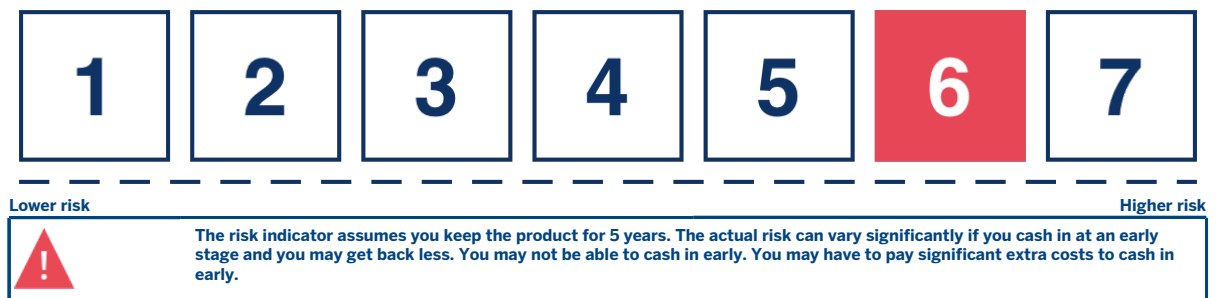 1 2 3 4 5 6 7
Lower risk Higher risk
!
The risk indicator assumes you keep the product for 5 years. The actual risk can vary significantly if you cash in at an early
stage and you may get back less. You may not be able to cash in early. You may have to pay significant extra costs to cash in
early.